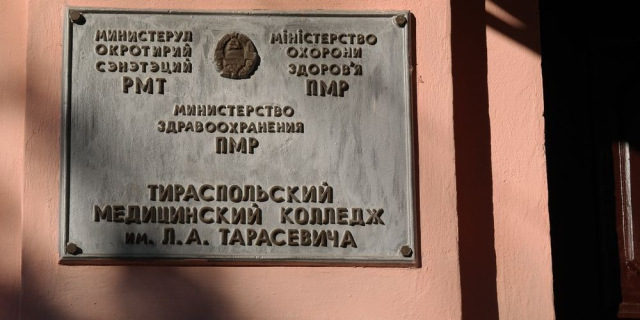 МИНИСТЕРУЛ
ОКРОТИРИЙ
СЭНЭТЭЦИЙ
РМТ
МІНІСТЕРСТВО
ОХОРОНИ
ЗДОРОВ'Я
ПМР
МИНИСТЕРСТВО
ЗДРАВООХРАНЕНИЯ
ПМР
ТИРАСПОЛЬСКИЙ
МЕДИЦИНСКИЙ КОЛЛЕДЖ
ИМ. Л.А. ТАРАСЕВИЧА